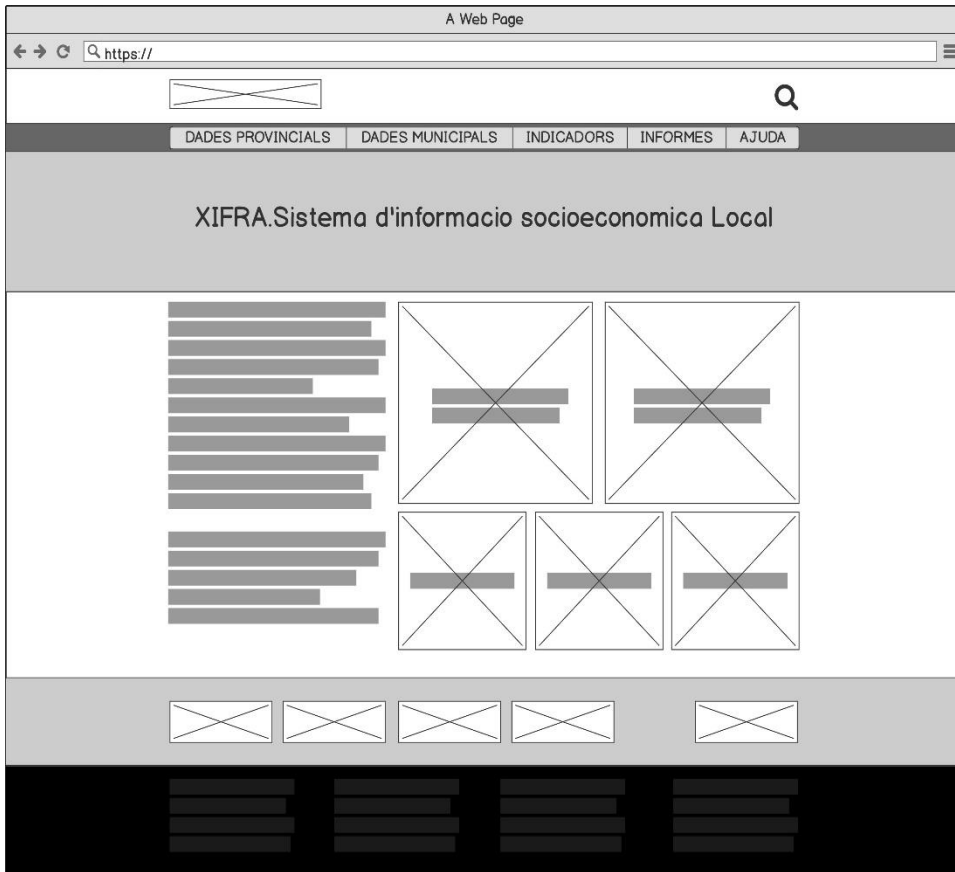 A Web Page
https://
DADES PROVINCIALS DADES MUNICIPALS INDICADORS INFORMES AJUDA
XIFRA.Sistema d'informacio socioeconomica Local